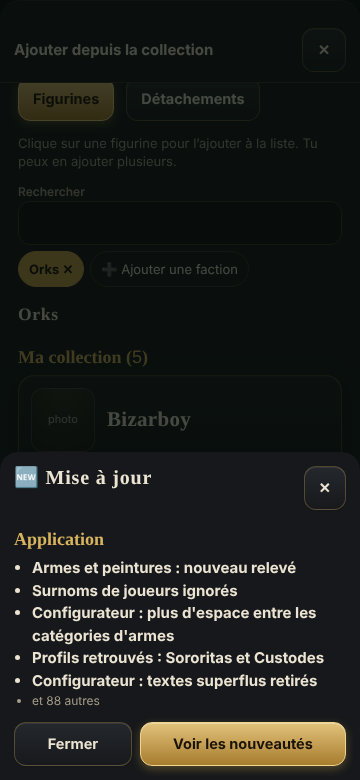 Ajouter depuis la collection
✕
Figurines
Détachements
Clique sur une figurine pour l'ajouter à la liste. Tu
peux en ajouter plusieurs.
Rechercher
Orks ✕
➕ Ajouter une faction
Orks
Ma collection (5)
photo
Bizarboy
🆕 Mise à jour
✕
Application
• Armes et peintures : nouveau relevé
• Surnoms de joueurs ignorés
• Configurateur : plus d'espace entre les
catégories d'armes
• Profils retrouvés : Sororitas et Custodes
• Configurateur : textes superflus retirés
• et 88 autres
Fermer
Voir les nouveautés